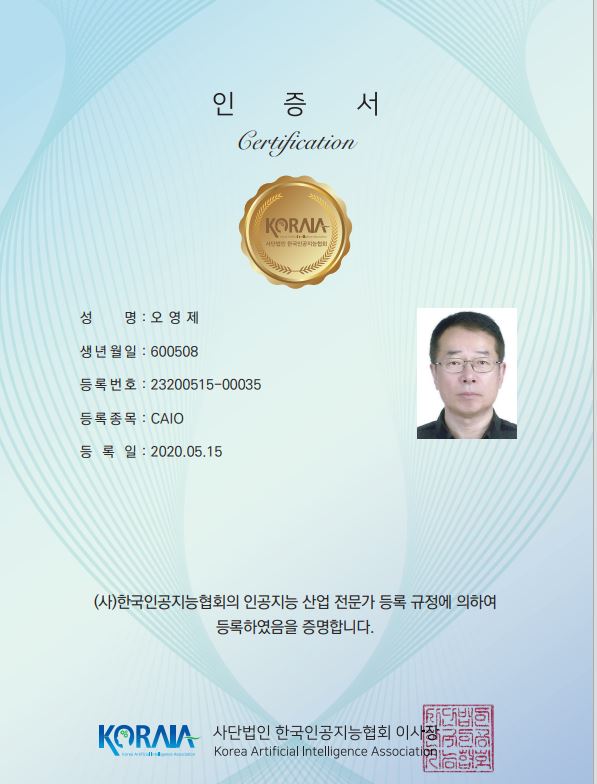 인 증 서
Certification
KORAIA
사단법인 한국인공지능협회
성 명 : 오 영 제
생년월일 : 600508
등록번호 : 23200515-00035
등록종목 : CAIO
등 록 일 : 2020.05.15
(사)한국인공지능협회의 인공지능 산업 전문가 등록 규정에 의하여
등록하였음을 증명합니다.
KORAIA
Korea Artificial Intelligence Association
사단법인 한국인공지능협회 이사장
Korea Artificial Intelligence Association